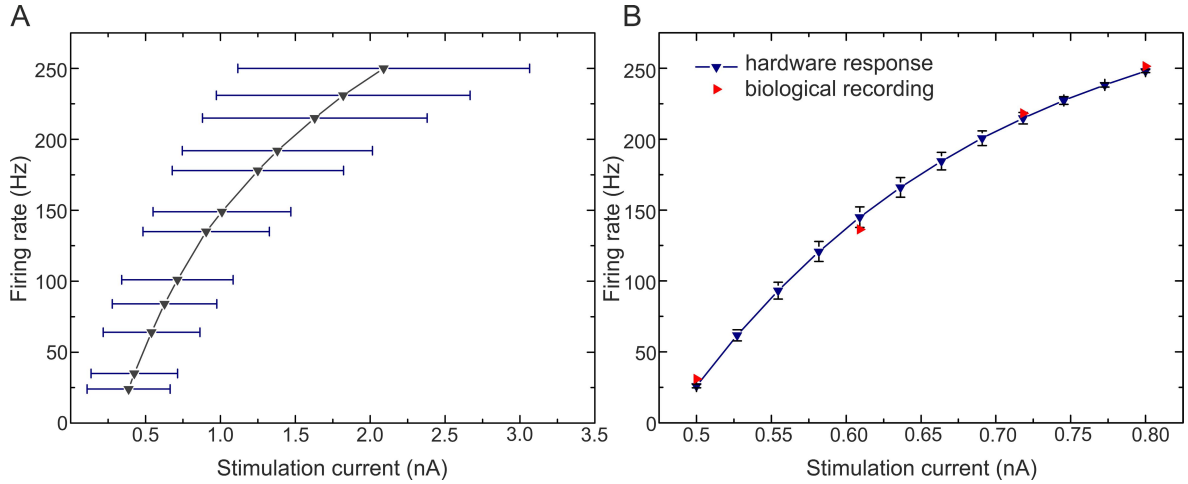 A
Firing rate (Hz)
250
200
150
100
50
0
0.5 1.0 1.5 2.0 2.5 3.0 3.5
Stimulation current (nA)
B
hardware response
biological recording
Firing rate (Hz)
250
200
150
100
50
0
0.5 0.55 0.60 0.65 0.70 0.75 0.80
Stimulation current (nA)